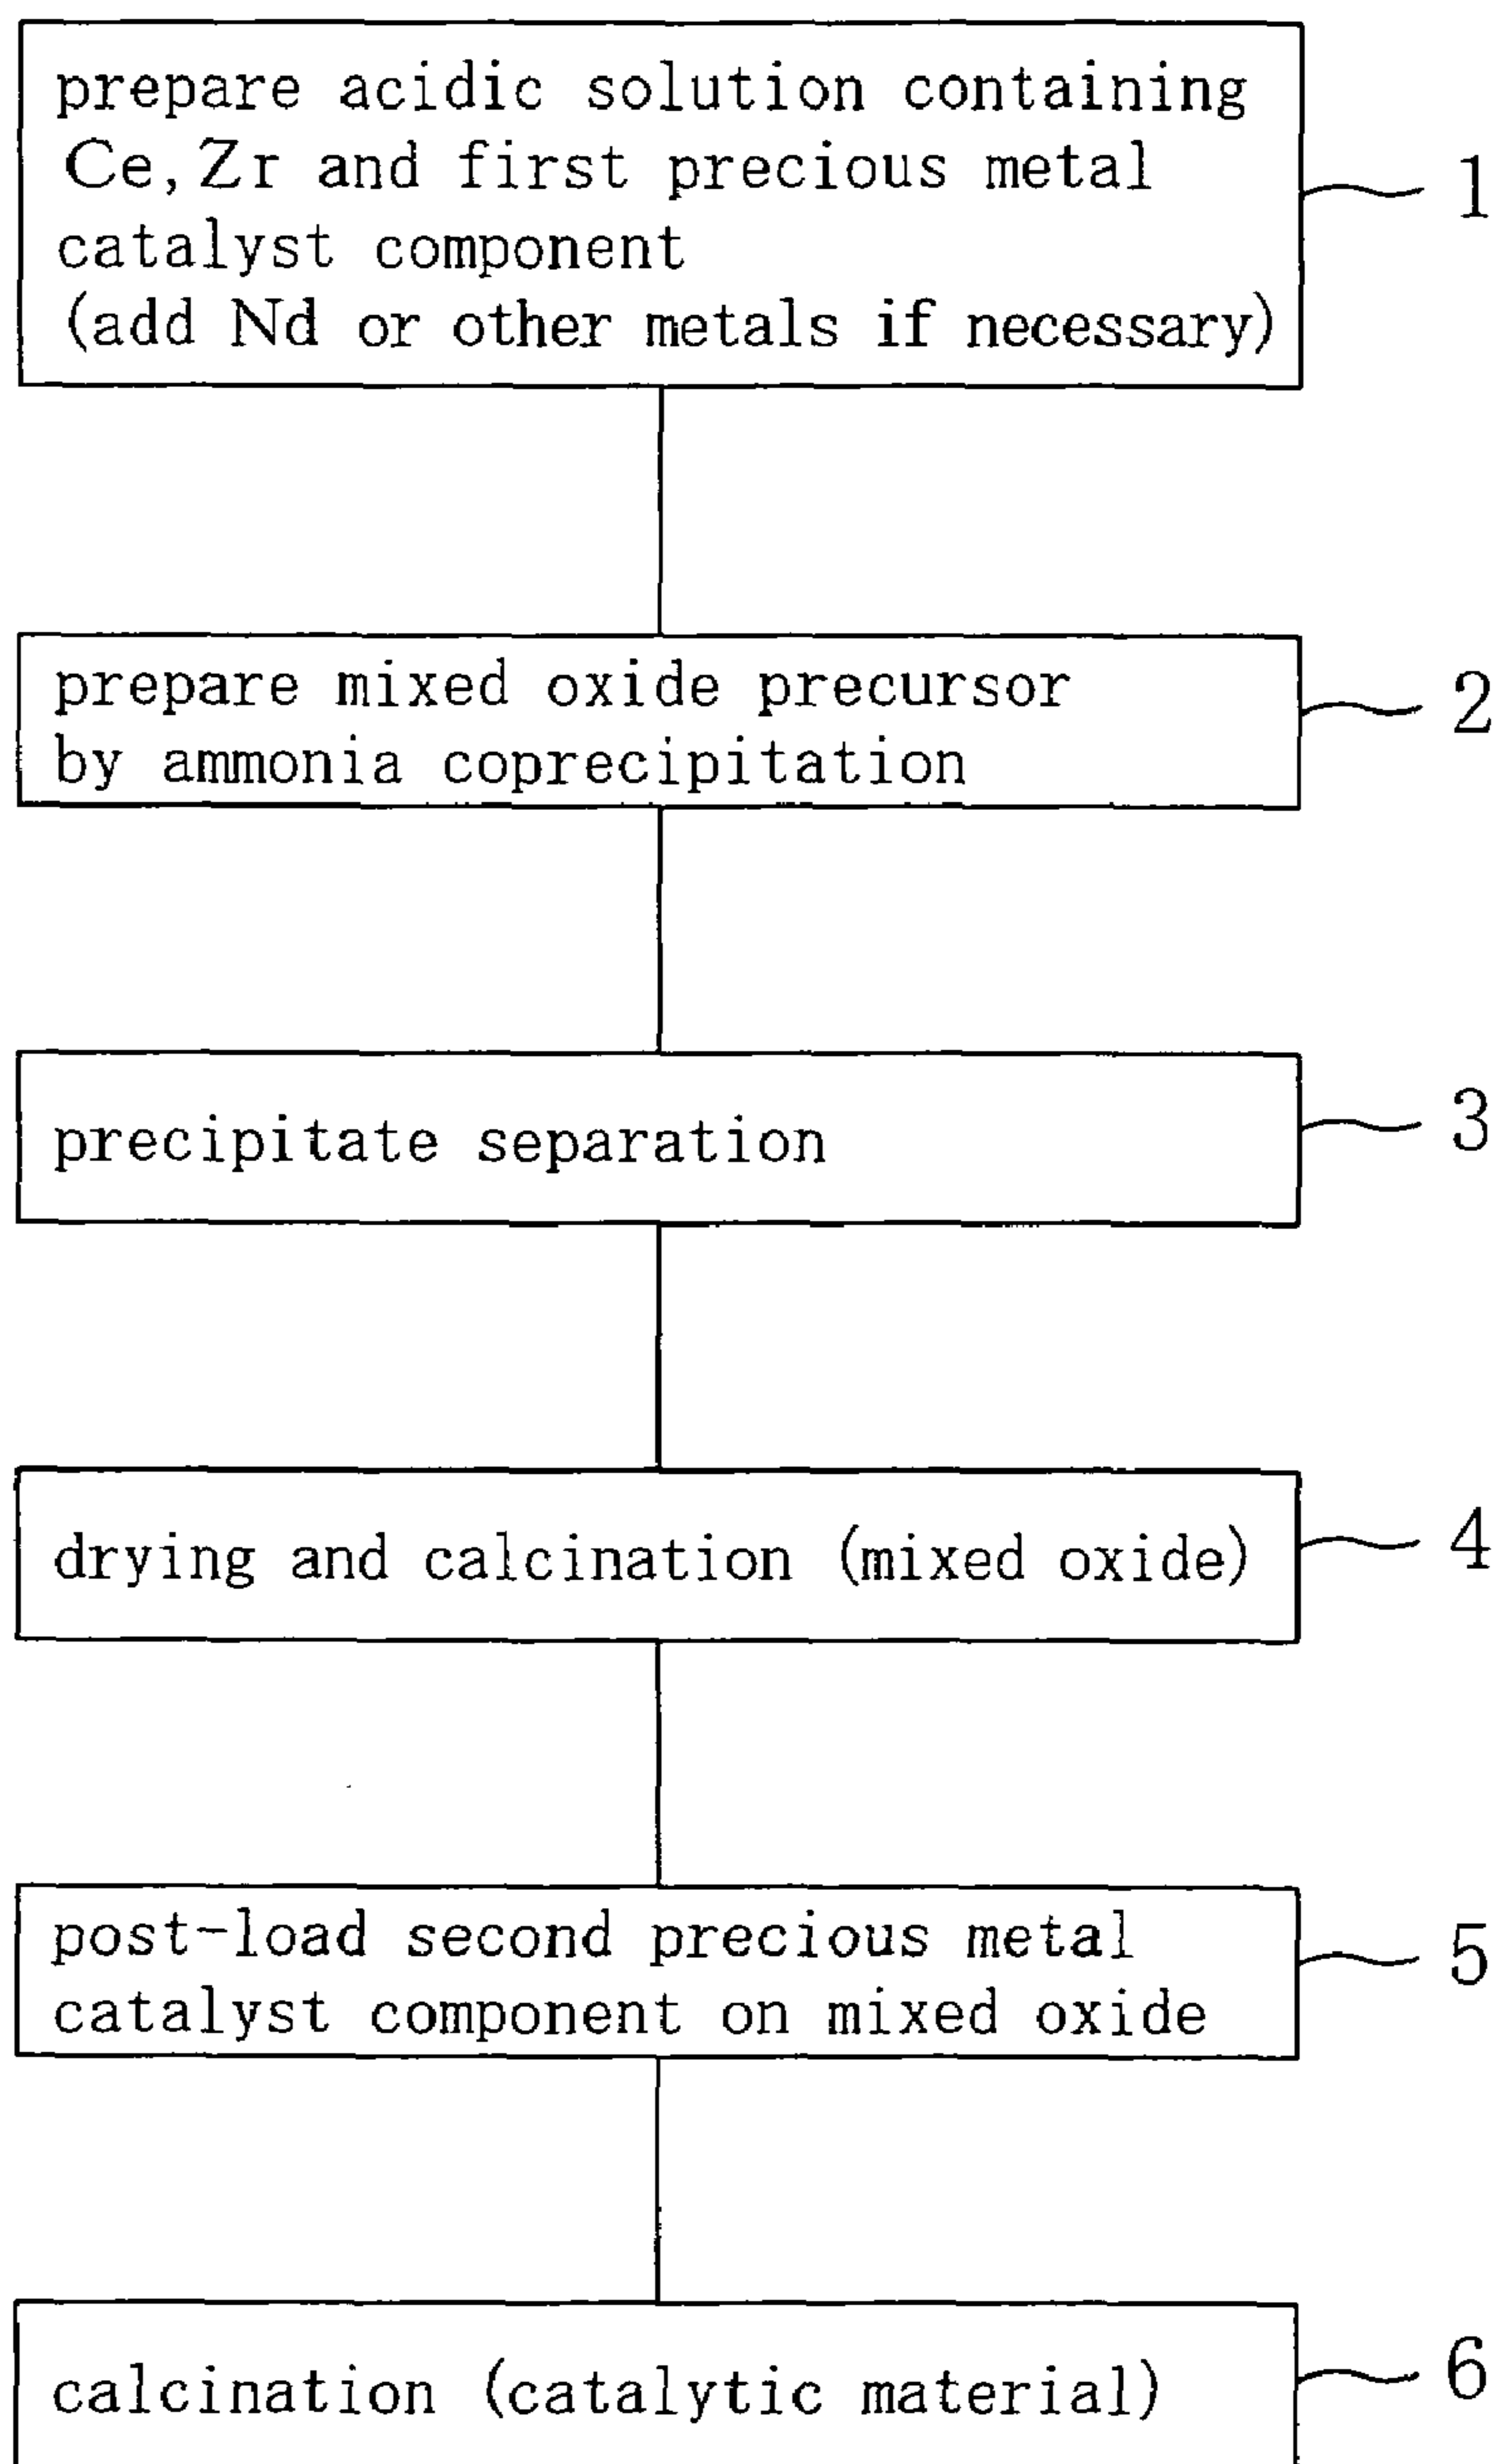 prepare acidic solution containing
Ce,Zr and first precious metal
catalyst component
(add Nd or other metals if necessary)
1
prepare mixed oxide precursor
by ammonia coprecipitation
2
precipitate separation
3
drying and calcination (mixed oxide)
4
post-load second precious metal
catalyst component on mixed oxide
5
calcination (catalytic material)
6